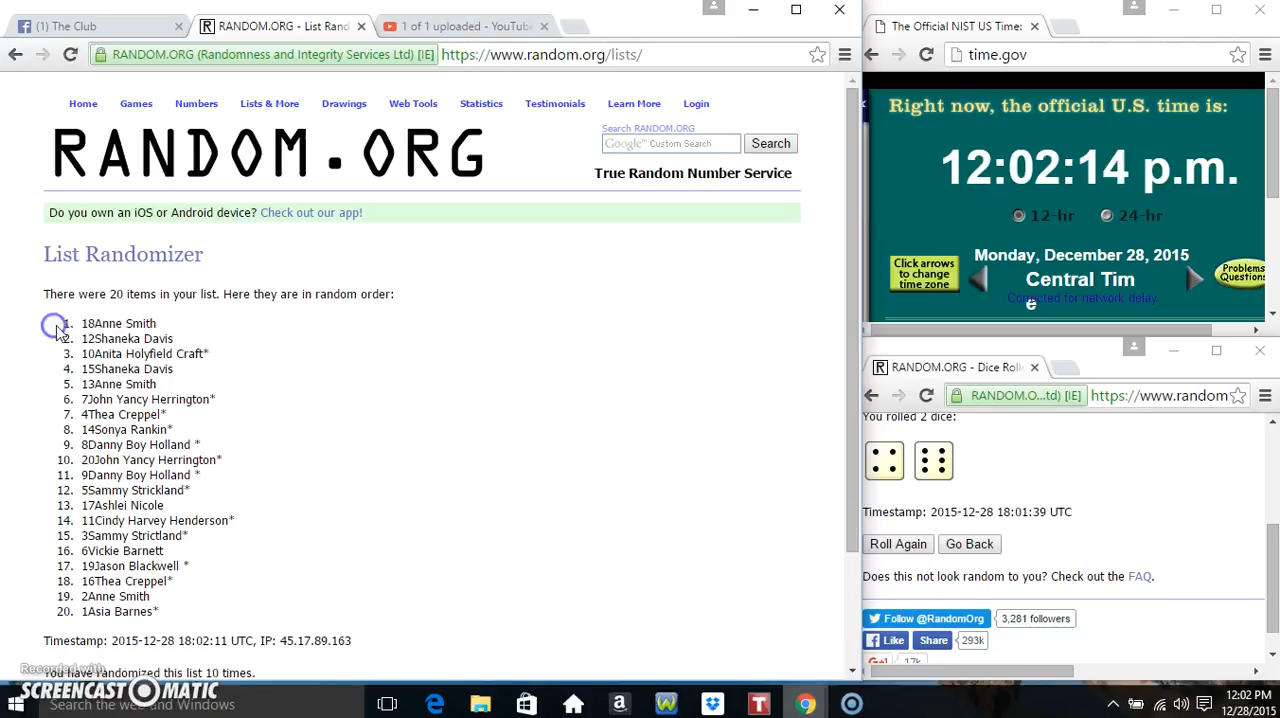 (1) The Club
RANDOM.ORG - List Rand
1 of 1 uploaded - YouTube
RANDOM.ORG (Randomness and Integrity Services Ltd) [IE]
https://www.random.org/lists/
Home Games Numbers Lists & More Drawings Web Tools Statistics Testimonials Learn More Login
RANDOM.ORG
Search RANDOM.ORG
Google™ Custom Search
Search
True Random Number Service
Do you own an iOS or Android device? Check out our app!
List Randomizer
There were 20 items in your list. Here they are in random order:
1. 18Anne Smith
2. 12Shaneka Davis
3. 10Anita Holyfield Craft*
4. 15Shaneka Davis
5. 13Anne Smith
6. 7John Yancy Herrington*
7. 4Thea Creppel*
8. 14Sonya Rankin*
9. 8Danny Boy Holland *
10. 20John Yancy Herrington*
11. 9Danny Boy Holland *
12. 5Sammy Strickland*
13. 17Ashlei Nicole
14. 11Cindy Harvey Henderson*
15. 3Sammy Strictland*
16. 6Vickie Barnett
17. 19Jason Blackwell *
18. 16Thea Creppel*
19. 2Anne Smith
20. 1Asia Barnes*
Timestamp: 2015-12-28 18:02:11 UTC, IP: 45.17.89.163
You have randomized this list 10 times.
Recorded with
SCREENCAST-O-MATIC
Search the web and Windows
The Official NIST US Time:
time.gov
Right now, the official U.S. time is:
12:02:14 p.m.
12-hr 24-hr
Monday, December 28, 2015
Click arrows
to change
time zone
Central Tim
e
Problems
Questions
Corrected for network delay
RANDOM.ORG - Dice Roll
RANDOM.O...td) [IE]
https://www.random
You rolled 2 dice:
Timestamp: 2015-12-28 18:01:39 UTC
Roll Again
Go Back
Does this not look random to you? Check out the FAQ.
Follow @RandomOrg
3,281 followers
Like
Share
293k
G+1
17k
12:02 PM
12/28/2015